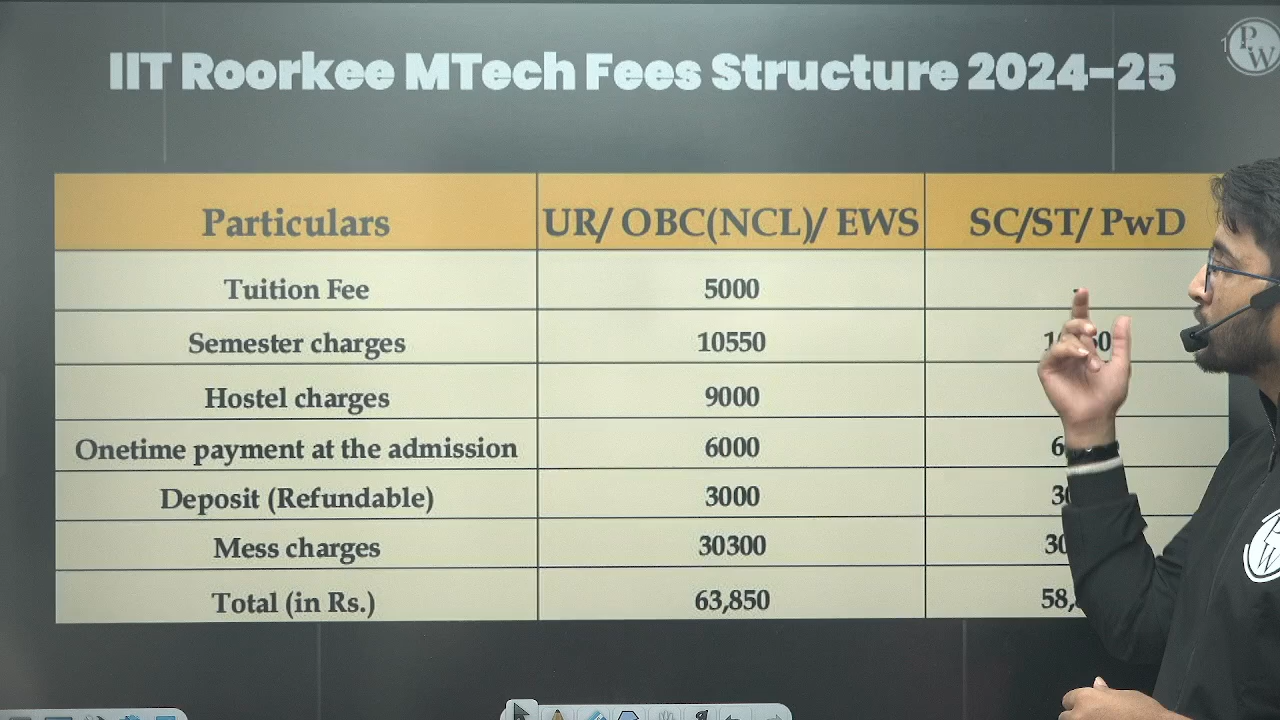 IIT Roorkee MTech Fees Structure 2024-25
PW
Particulars UR/ OBC(NCL)/ EWS SC/ST/ PwD
Tuition Fee 5000 -
Semester charges 10550
Hostel charges 9000
Onetime payment at the admission 6000
Deposit (Refundable) 3000
Mess charges 30300
Total (in Rs.) 63,850